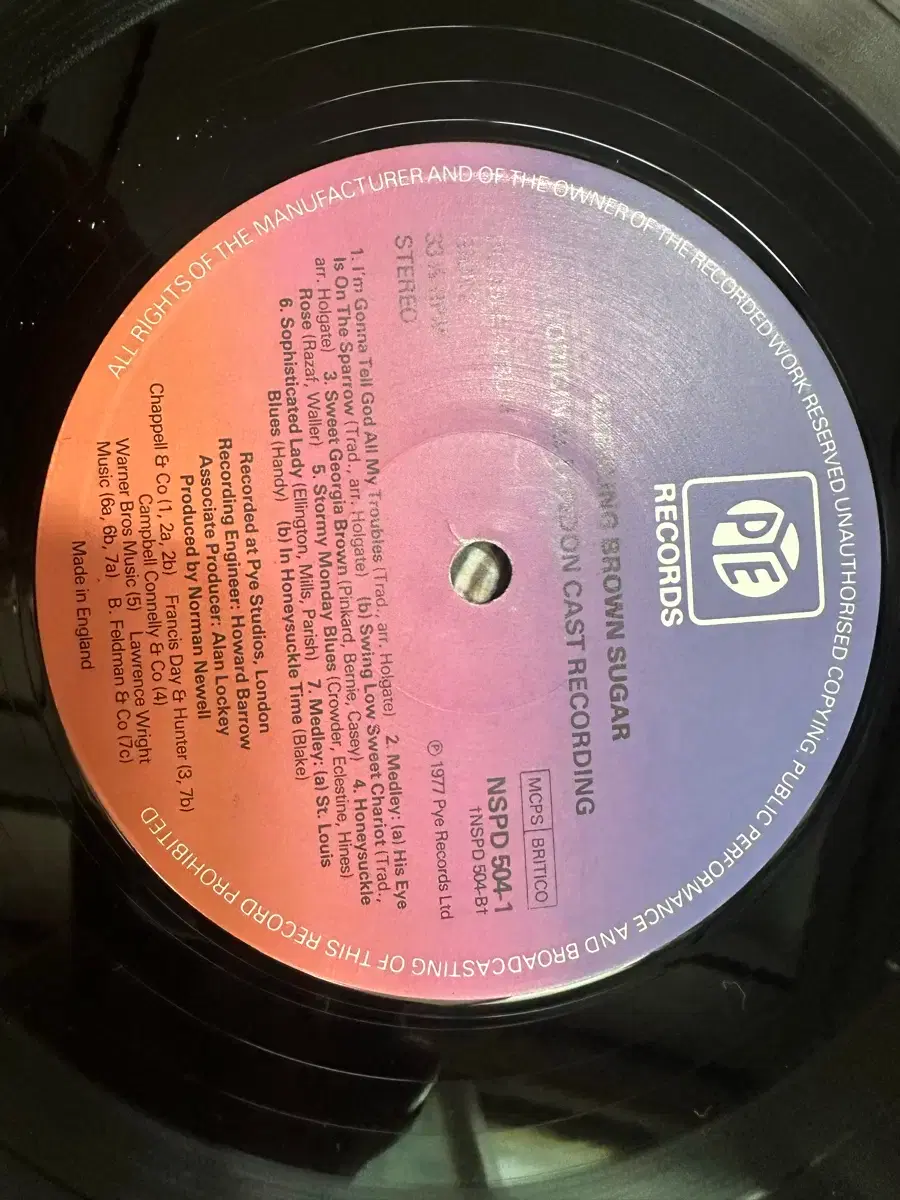 PYE
RECORDS
BROWN SUGAR
CAST RECORDING
MCPS BRITICO
NSPD 504-1
†NSPD 504-B†
STEREO
℗ 1977 Pye Records Ltd
1. I'm Gonna Tell God All My Troubles (Trad., arr. Holgate) 2. Medley: (a) His Eye
Is On The Sparrow (Trad., arr. Holgate) (b) Swing Low Sweet Chariot (Trad.,
arr. Holgate) 3. Sweet Georgia Brown (Pinkard, Bernie, Casey) 4. Honeysuckle
Rose (Razaf, Waller) 5. Stormy Monday Blues (Crowder, Eclestine, Hines)
6. Sophisticated Lady (Ellington, Mills, Parish) 7. Medley: (a) St. Louis
Blues (Handy) (b) In Honeysuckle Time (Blake)
Recorded at Pye Studios, London
Recording Engineer: Howard Barrow
Associate Producer: Alan Lockey
Produced by Norman Newell
Chappell & Co (1, 2a, 2b) Francis Day & Hunter (3, 7b)
Campbell Connelly & Co (4)
Warner Bros Music (5) Lawrence Wright
Music (6a, 6b, 7a) B. Feldman & Co (7c)
Made in England
ALL RIGHTS OF THE MANUFACTURER AND OF THE OWNER OF THE RECORDED WORK RESERVED. UNAUTHORISED COPYING, PUBLIC PERFORMANCE AND BROADCASTING OF THIS RECORD PROHIBITED